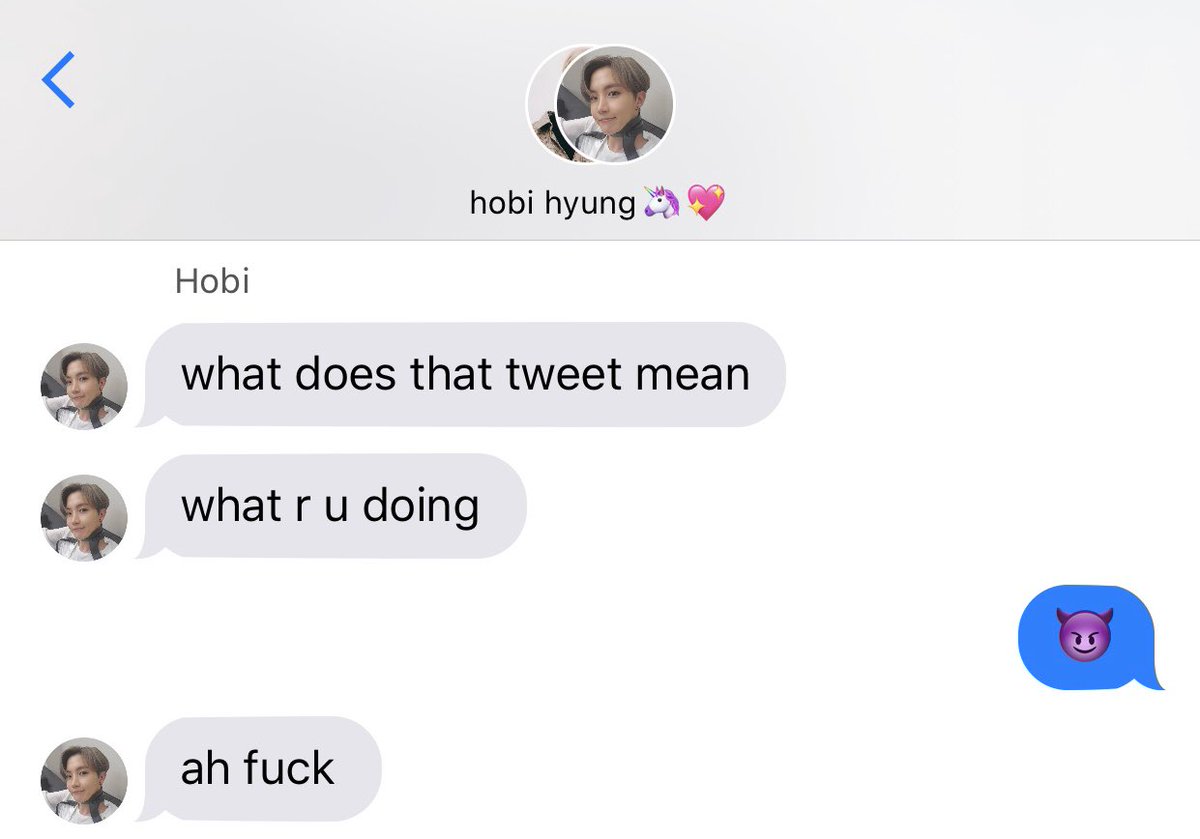 hobi hyung🦄💖
Hobi
what does that tweet mean
what r u doing
😈
ah fuck